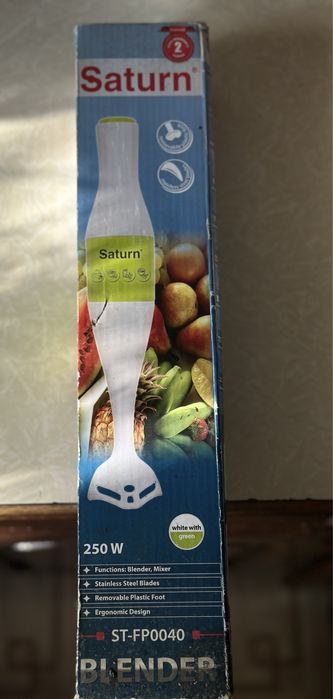 2
Saturn
Saturn
white with
green
250 W
Functions: Blender, Mixer
Stainless Steel Blades
Removable Plastic Foot
Ergonomic Design
ST-FP0040
BLENDER